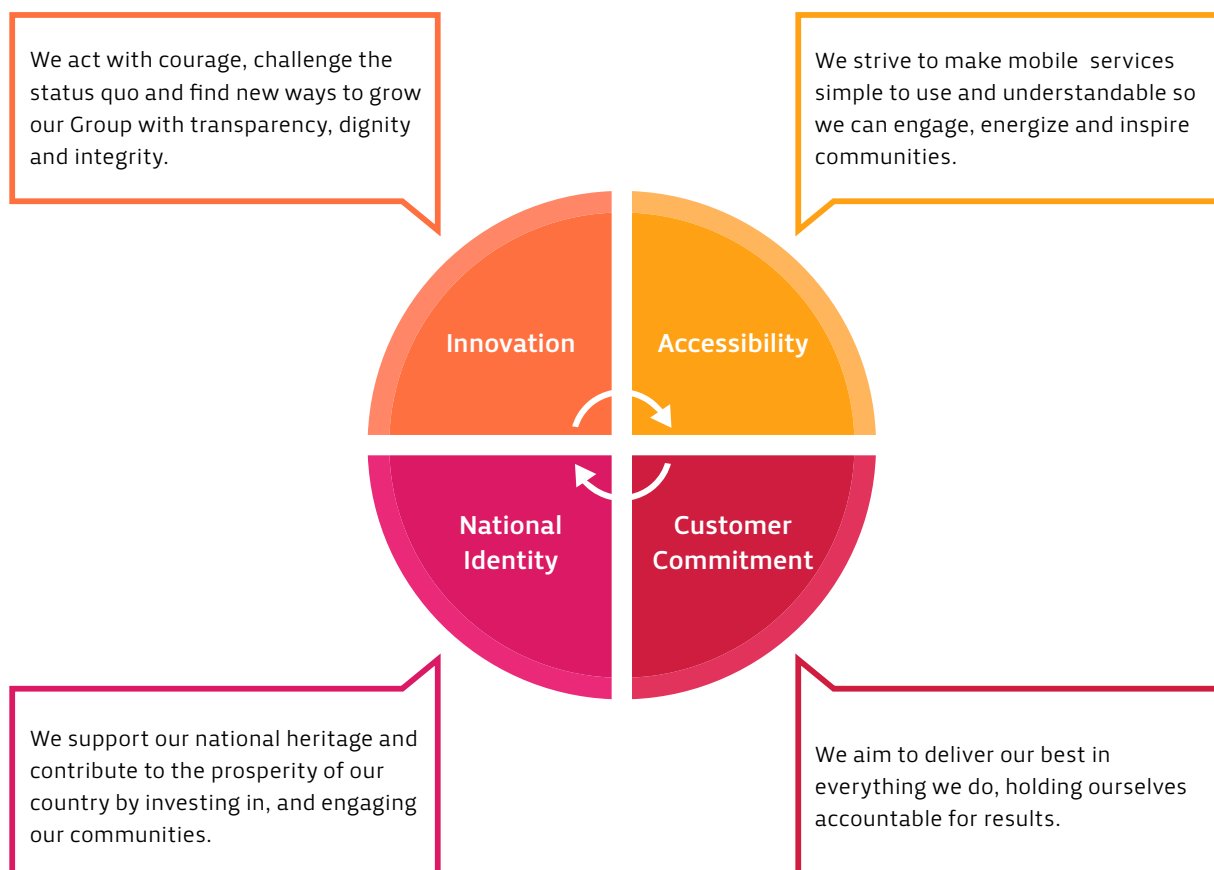 We act with courage, challenge the
status quo and find new ways to grow
our Group with transparency, dignity
and integrity.
We strive to make mobile services
simple to use and understandable so
we can engage, energize and inspire
communities.
Innovation
Accessibility
National
Identity
Customer
Commitment
We support our national heritage and
contribute to the prosperity of our
country by investing in, and engaging
our communities.
We aim to deliver our best in
everything we do, holding ourselves
accountable for results.